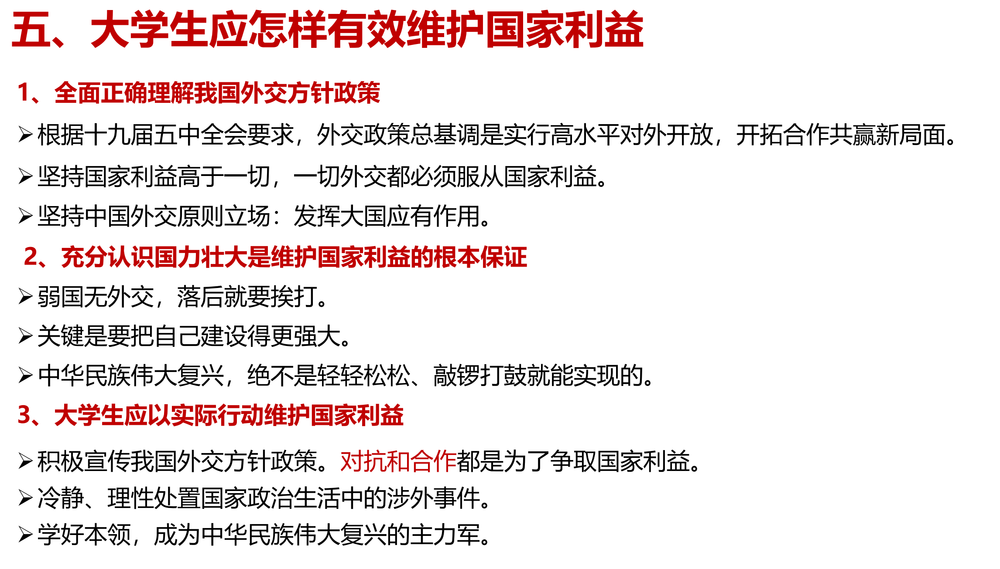 五、大学生应怎样有效维护国家利益
1、全面正确理解我国外交方针政策
➢根据十九届五中全会要求，外交政策总基调是实行高水平对外开放，开拓合作共赢新局面。
➢坚持国家利益高于一切，一切外交都必须服从国家利益。
➢坚持中国外交原则立场：发挥大国应有作用。
2、充分认识国力壮大是维护国家利益的根本保证
➢弱国无外交，落后就要挨打。
➢关键是要把自己建设得更强大。
➢中华民族伟大复兴，绝不是轻轻松松、敲锣打鼓就能实现的。
3、大学生应以实际行动维护国家利益
➢积极宣传我国外交方针政策。对抗和合作都是为了争取国家利益。
➢冷静、理性处置国家政治生活中的涉外事件。
➢学好本领，成为中华民族伟大复兴的主力军。